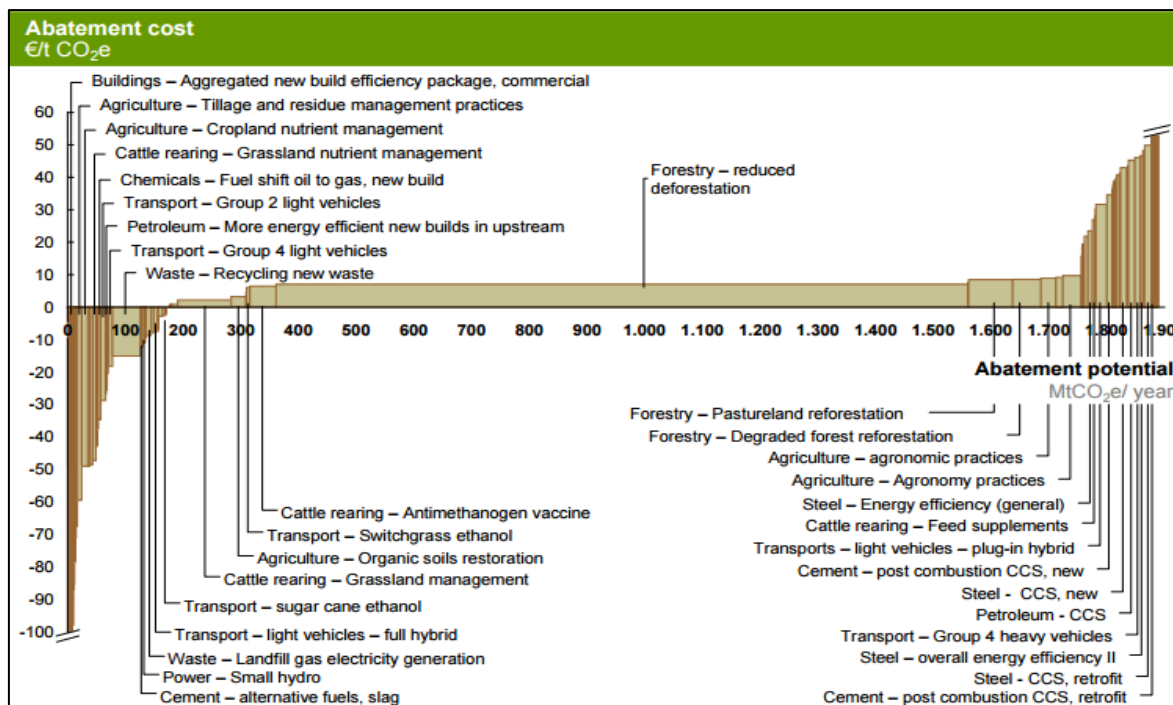 Abatement cost
€/t CO₂e
Buildings – Aggregated new build efficiency package, commercial
Agriculture – Tillage and residue management practices
Agriculture – Cropland nutrient management
Cattle rearing – Grassland nutrient management
Chemicals – Fuel shift oil to gas, new build
Transport – Group 2 light vehicles
Petroleum – More energy efficient new builds in upstream
Transport – Group 4 light vehicles
Waste – Recycling new waste
Forestry – reduced
deforestation
60
50
40
30
20
10
0
-10
-20
-30
-40
-50
-60
-70
-80
-90
-100
0 100 200 300 400 500 600 700 800 900 1.000 1.100 1.200 1.300 1.400 1.500 1.600 1.700 1.800 1.90
Abatement potential
MtCO₂e/ year
Forestry – Pastureland reforestation
Forestry – Degraded forest reforestation
Agriculture – agronomic practices
Agriculture – Agronomy practices
Steel – Energy efficiency (general)
Cattle rearing – Feed supplements
Transports – light vehicles – plug-in hybrid
Cement – post combustion CCS, new
Steel - CCS, new
Petroleum - CCS
Transport – Group 4 heavy vehicles
Steel – overall energy efficiency II
Steel – CCS, retrofit
Cement – post combustion CCS, retrofit
Cattle rearing – Antimethanogen vaccine
Transport – Switchgrass ethanol
Agriculture – Organic soils restoration
Cattle rearing – Grassland management
Transport – sugar cane ethanol
Transport – light vehicles – full hybrid
Waste – Landfill gas electricity generation
Power – Small hydro
Cement – alternative fuels, slag